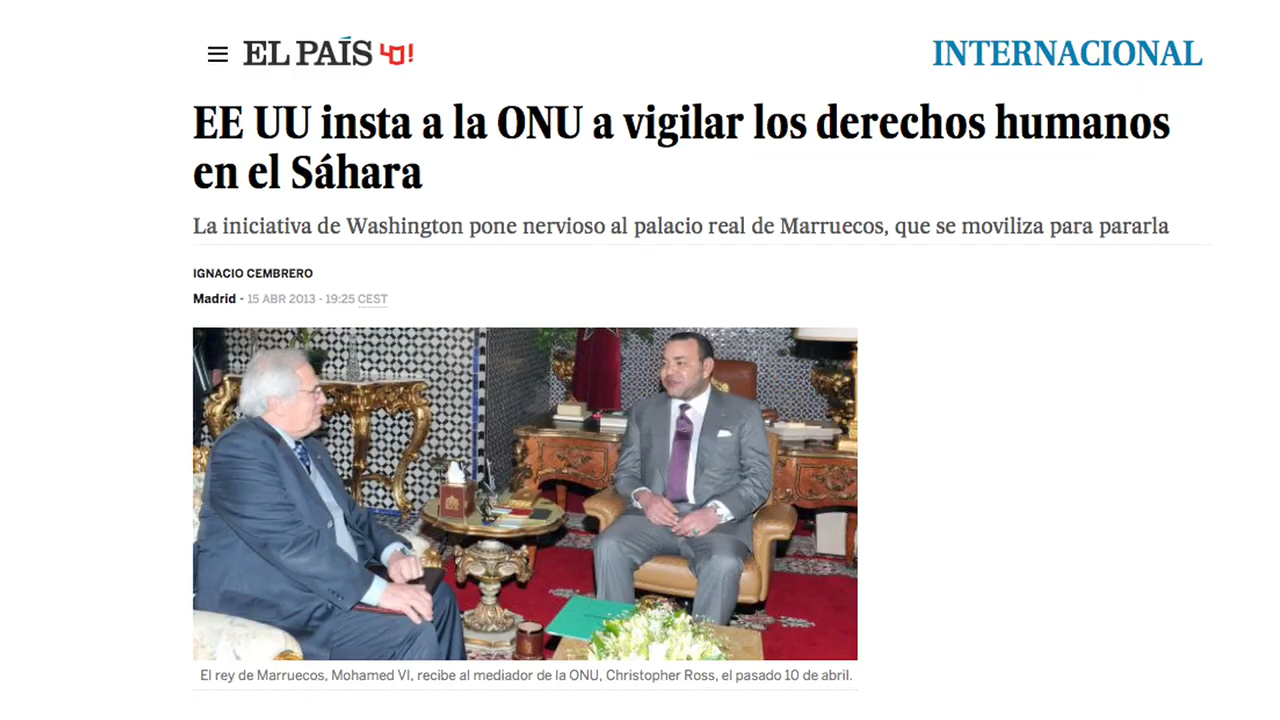 EL PAÍS 40!
INTERNACIONAL
EE UU insta a la ONU a vigilar los derechos humanos
en el Sáhara
La iniciativa de Washington pone nervioso al palacio real de Marruecos, que se moviliza para pararla
IGNACIO CEMBRERO
Madrid - 15 ABR 2013 - 19:25 CEST
El rey de Marruecos, Mohamed VI, recibe al mediador de la ONU, Christopher Ross, el pasado 10 de abril.